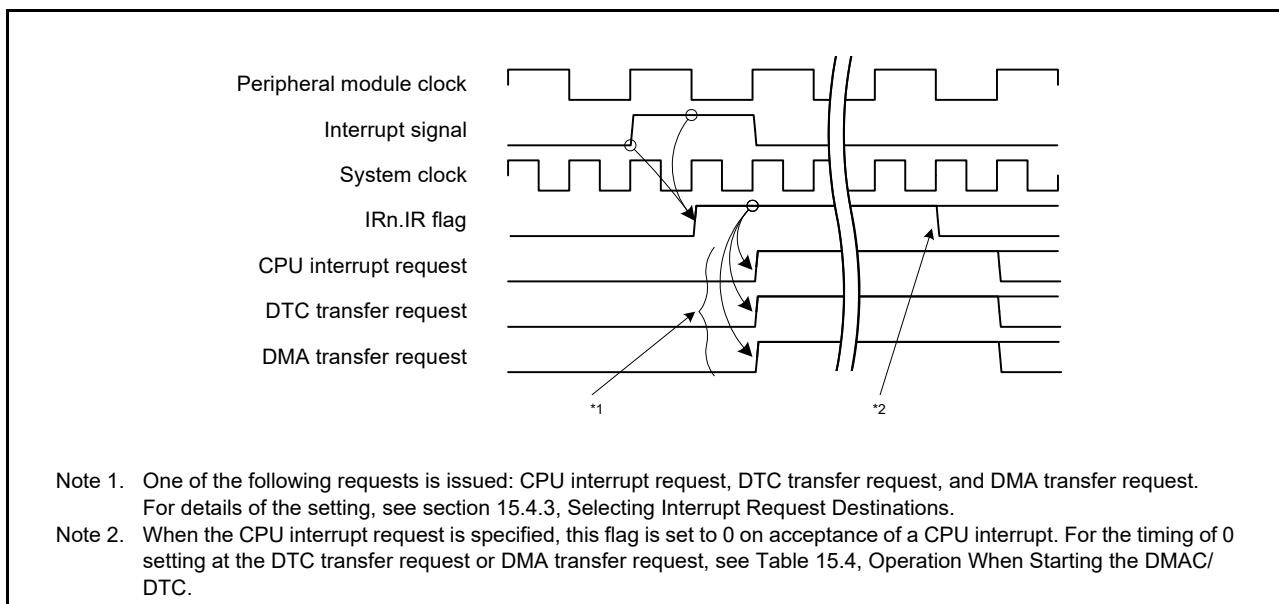 Peripheral module clock
Interrupt signal
System clock
IRn.IR flag
CPU interrupt request
DTC transfer request
DMA transfer request
*1
*2
Note 1. One of the following requests is issued: CPU interrupt request, DTC transfer request, and DMA transfer request.
For details of the setting, see section 15.4.3, Selecting Interrupt Request Destinations.
Note 2. When the CPU interrupt request is specified, this flag is set to 0 on acceptance of a CPU interrupt. For the timing of 0
setting at the DTC transfer request or DMA transfer request, see Table 15.4, Operation When Starting the DMAC/
DTC.